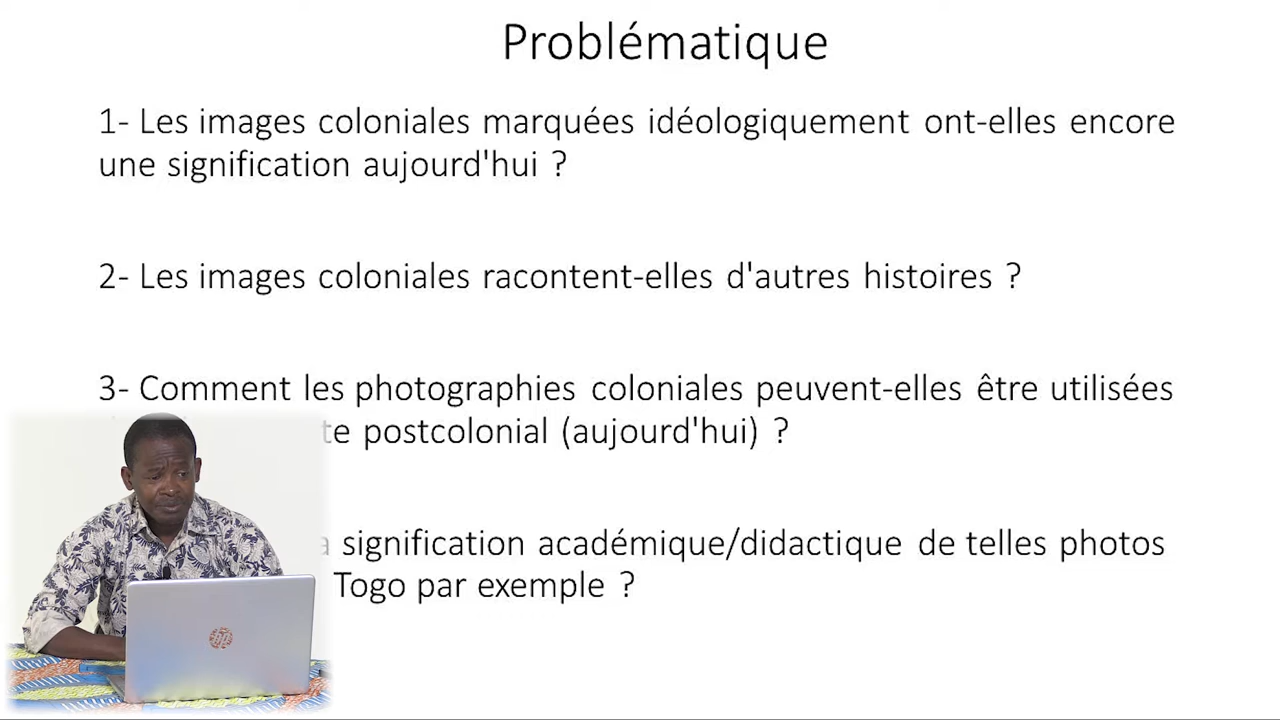 Problématique
1- Les images coloniales marquées idéologiquement ont-elles encore
une signification aujourd'hui ?
2- Les images coloniales racontent-elles d'autres histoires ?
3- Comment les photographies coloniales peuvent-elles être utilisées
postcolonial (aujourd'hui) ?
signification académique/didactique de telles photos
Togo par exemple ?
hp